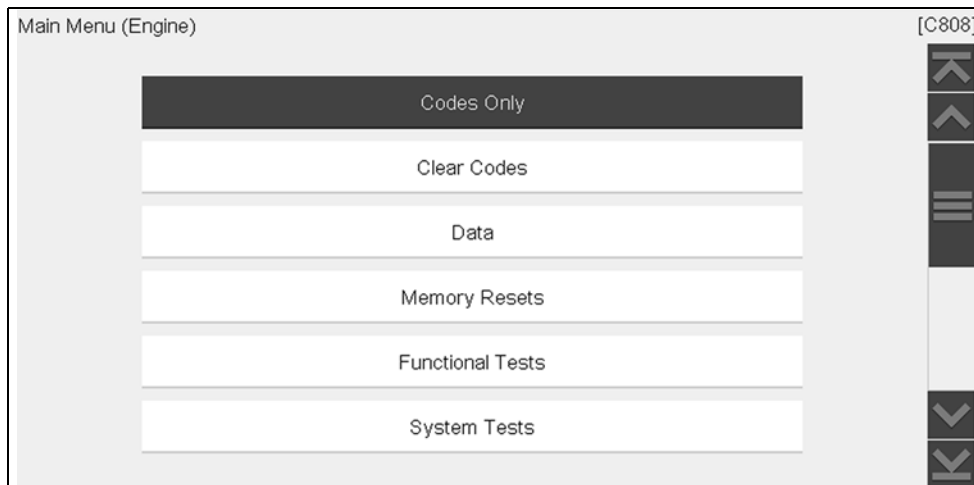 Main Menu (Engine) [C808]
Codes Only
Clear Codes
Data
Memory Resets
Functional Tests
System Tests